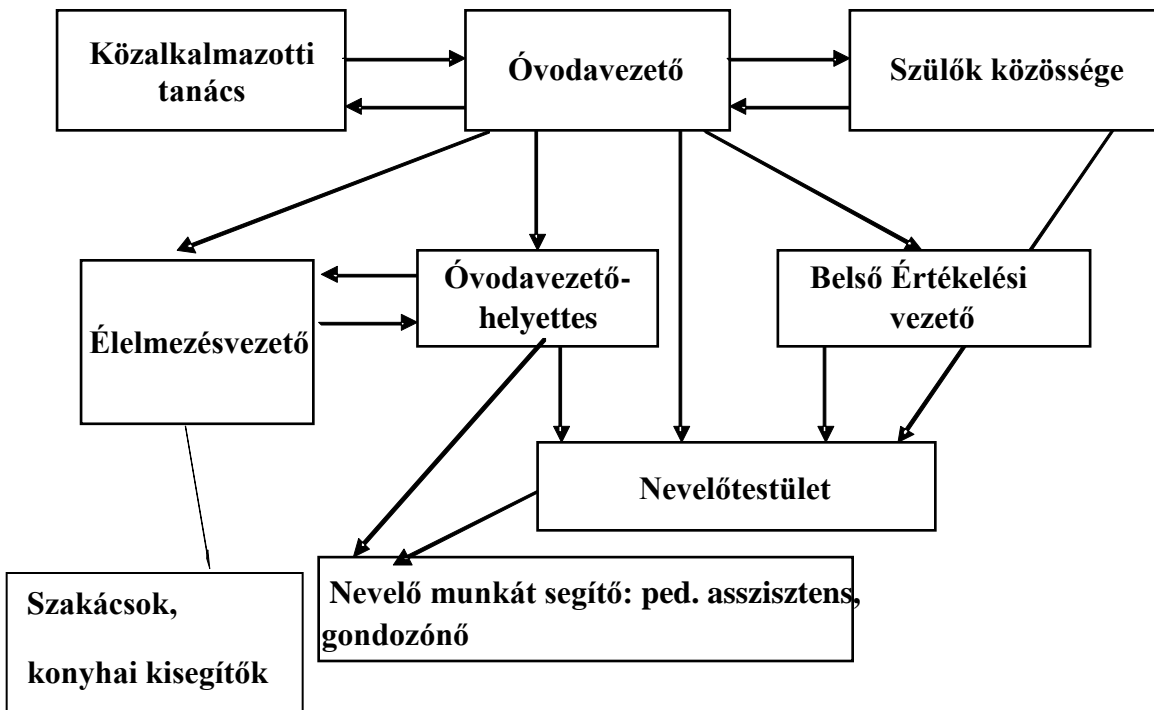 Közalkalmazotti
tanács
Óvodavezető
Szülők közössége
Élelmezésvezető
Óvodavezető-
helyettes
Belső Értékelési
vezető
Nevelőtestület
Nevelő munkát segítő: ped. asszisztens,
gondozónő
Szakácsok,
konyhai kisegítők